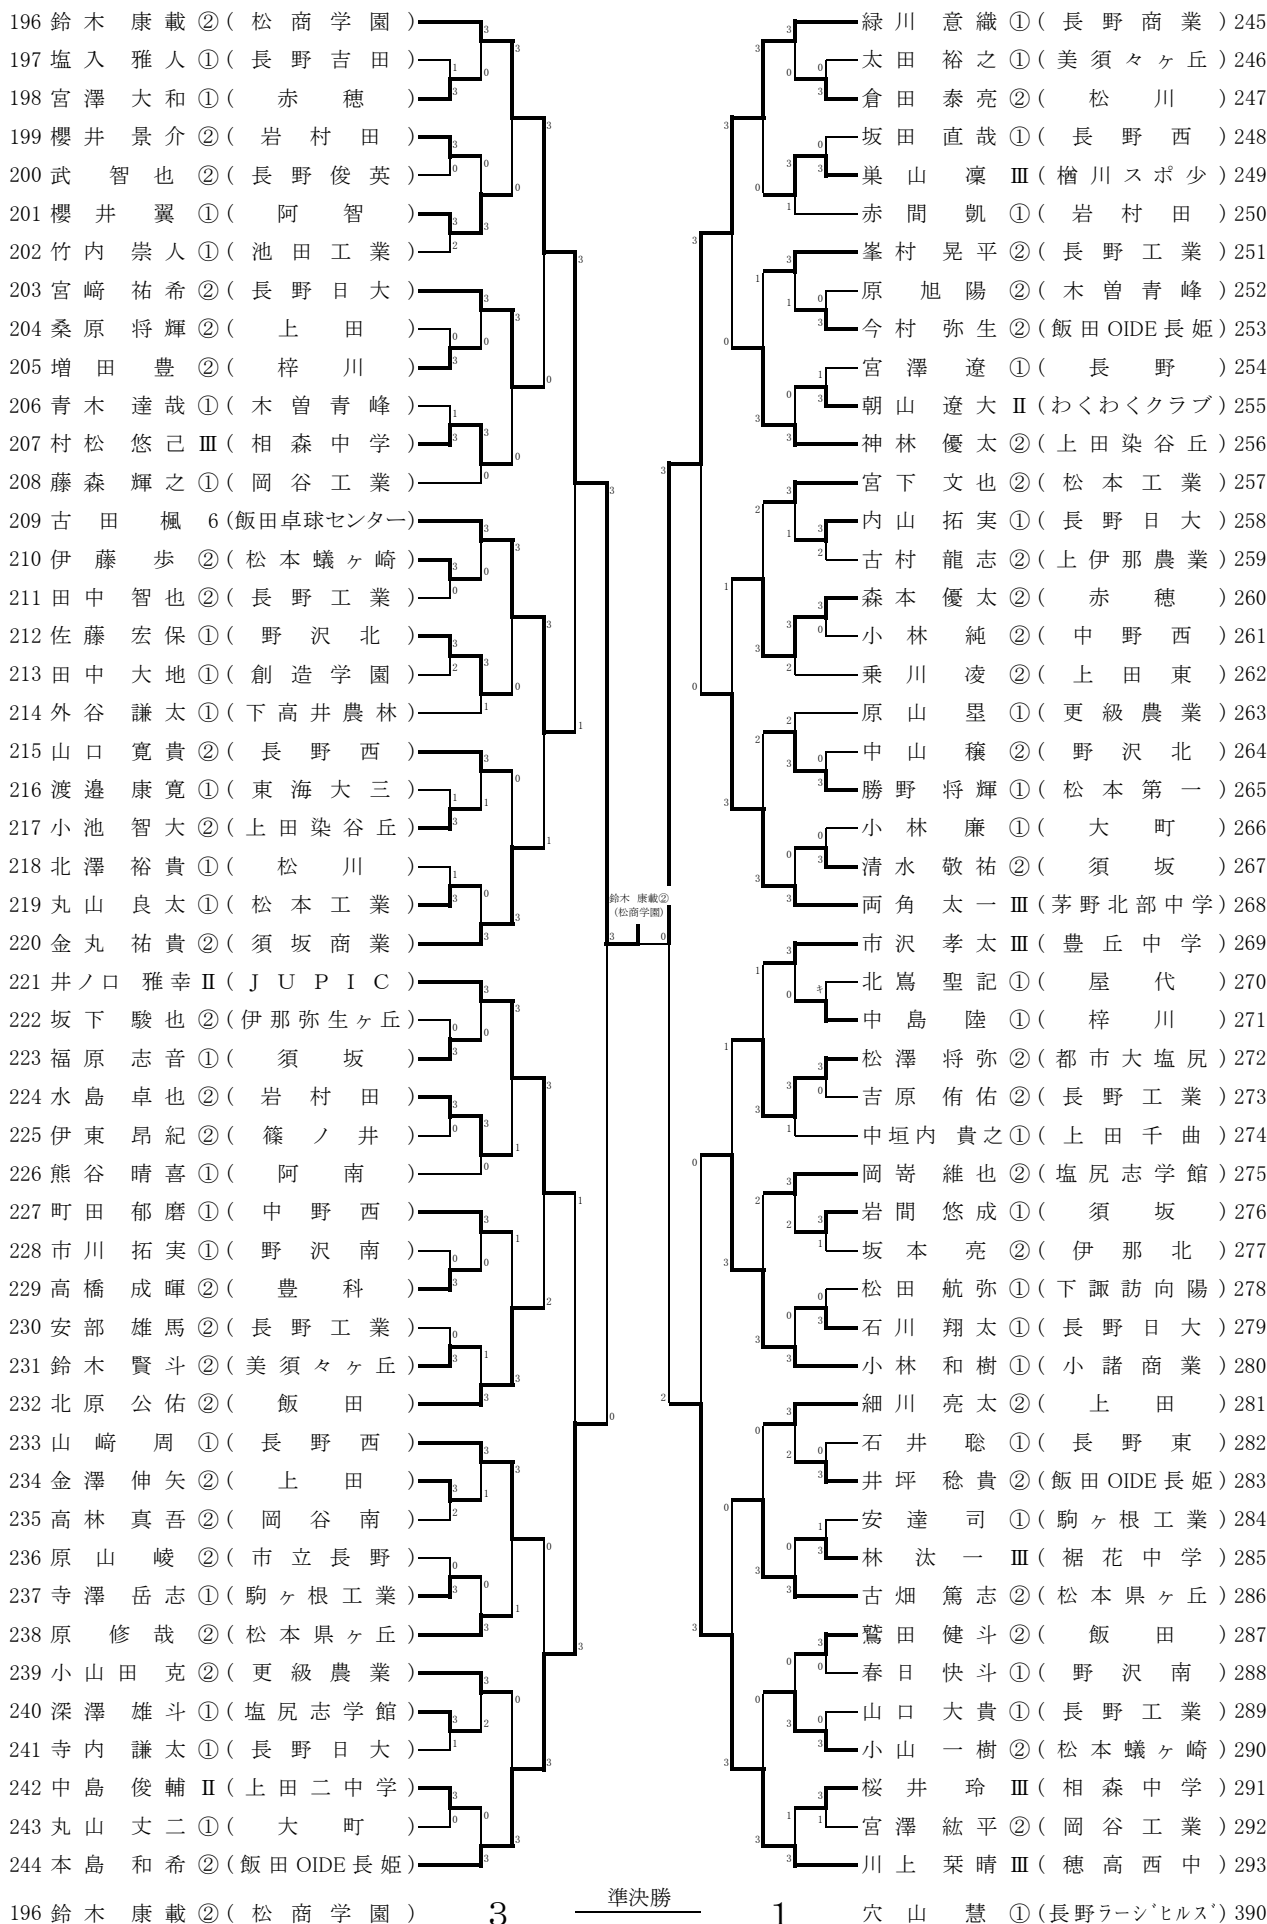 196 鈴木 康載 ② ( 松商学園 )
197 塩入 雅人 ① ( 長野吉田 )
198 宮澤 大和 ① ( 赤穂 )
199 櫻井 景介 ② ( 岩村田 )
200 武 智也 ② ( 長野俊英 )
201 櫻井 翼 ① ( 阿智 )
202 竹内 崇人 ① ( 池田工業 )
203 宮﨑 祐希 ② ( 長野日大 )
204 桑原 将輝 ② ( 上田 )
205 増田 豊 ② ( 梓川 )
206 青木 達哉 ① ( 木曽青峰 )
207 村松 悠己 Ⅲ ( 相森中学 )
208 藤森 輝之 ① ( 岡谷工業 )
209 古田 楓 6 (飯田卓球センター)
210 伊藤 歩 ② ( 松本蟻ヶ崎 )
211 田中 智也 ② ( 長野工業 )
212 佐藤 宏保 ① ( 野沢北 )
213 田中 大地 ① ( 創造学園 )
214 外谷 謙太 ① ( 下高井農林 )
215 山口 寛貴 ② ( 長野西 )
216 渡邉 康寛 ① ( 東海大三 )
217 小池 智大 ② ( 上田染谷丘 )
218 北澤 裕貴 ① ( 松川 )
219 丸山 良太 ① ( 松本工業 )
220 金丸 祐貴 ② ( 須坂商業 )
221 井ノ口 雅幸 Ⅱ ( ＪＵＰＩＣ )
222 坂下 駿也 ② ( 伊那弥生ヶ丘 )
223 福原 志音 ① ( 須坂 )
224 水島 卓也 ② ( 岩村田 )
225 伊東 昂紀 ② ( 篠ノ井 )
226 熊谷 晴喜 ① ( 阿南 )
227 町田 郁磨 ① ( 中野西 )
228 市川 拓実 ① ( 野沢南 )
229 高橋 成暉 ② ( 豊科 )
230 安部 雄馬 ② ( 長野工業 )
231 鈴木 賢斗 ② ( 美須々ヶ丘 )
232 北原 公佑 ② ( 飯田 )
233 山﨑 周 ① ( 長野西 )
234 金澤 伸矢 ② ( 上田 )
235 高林 真吾 ② ( 岡谷南 )
236 原山 崚 ② ( 市立長野 )
237 寺澤 岳志 ① ( 駒ヶ根工業 )
238 原 修哉 ② ( 松本県ヶ丘 )
239 小山田 克 ② ( 更級農業 )
240 深澤 雄斗 ① ( 塩尻志学館 )
241 寺内 謙太 ① ( 長野日大 )
242 中島 俊輔 Ⅱ ( 上田二中学 )
243 丸山 丈二 ① ( 大町 )
244 本島 和希 ② ( 飯田OIDE長姫 )
鈴木 康載②
(松商学園)
緑川 意織 ① ( 長野商業 ) 245
太田 裕之 ① ( 美須々ヶ丘 ) 246
倉田 泰亮 ② ( 松川 ) 247
坂田 直哉 ① ( 長野西 ) 248
巣山 凜 Ⅲ ( 楢川スポ少 ) 249
赤間 凱 ① ( 岩村田 ) 250
峯村 晃平 ② ( 長野工業 ) 251
原 旭陽 ② ( 木曽青峰 ) 252
今村 弥生 ② ( 飯田OIDE長姫 ) 253
宮澤 遼 ① ( 長野 ) 254
朝山 遼大 Ⅱ (わくわくクラブ) 255
神林 優太 ② ( 上田染谷丘 ) 256
宮下 文也 ② ( 松本工業 ) 257
内山 拓実 ① ( 長野日大 ) 258
古村 龍志 ② ( 上伊那農業 ) 259
森本 優太 ② ( 赤穂 ) 260
小林 純 ② ( 中野西 ) 261
乗川 凌 ② ( 上田東 ) 262
原山 塁 ① ( 更級農業 ) 263
中山 穣 ② ( 野沢北 ) 264
勝野 将輝 ① ( 松本第一 ) 265
小林 廉 ① ( 大町 ) 266
清水 敬祐 ② ( 須坂 ) 267
両角 太一 Ⅲ ( 茅野北部中学 ) 268
市沢 孝太 Ⅲ ( 豊丘中学 ) 269
北嶌 聖記 ① ( 屋代 ) 270
中島 陸 ① ( 梓川 ) 271
松澤 将弥 ② ( 都市大塩尻 ) 272
吉原 侑佑 ② ( 長野工業 ) 273
中垣内 貴之 ① ( 上田千曲 ) 274
岡嵜 維也 ② ( 塩尻志学館 ) 275
岩間 悠成 ① ( 須坂 ) 276
坂本 亮 ② ( 伊那北 ) 277
松田 航弥 ① ( 下諏訪向陽 ) 278
石川 翔太 ① ( 長野日大 ) 279
小林 和樹 ① ( 小諸商業 ) 280
細川 亮太 ② ( 上田 ) 281
石井 聡 ① ( 長野東 ) 282
井坪 稔貴 ② ( 飯田OIDE長姫 ) 283
安達 司 ① ( 駒ヶ根工業 ) 284
林 汰一 Ⅲ ( 裾花中学 ) 285
古畑 篤志 ② ( 松本県ヶ丘 ) 286
鷲田 健斗 ② ( 飯田 ) 287
春日 快斗 ① ( 野沢南 ) 288
山口 大貴 ① ( 長野工業 ) 289
小山 一樹 ② ( 松本蟻ヶ崎 ) 290
桜井 玲 Ⅲ ( 相森中学 ) 291
宮澤 紘平 ② ( 岡谷工業 ) 292
川上 栞晴 Ⅲ ( 穂高西中 ) 293
196 鈴木 康載 ② ( 松商学園 ) 3 準決勝 1 穴山 慧 ① (長野ラージヒルズ) 390